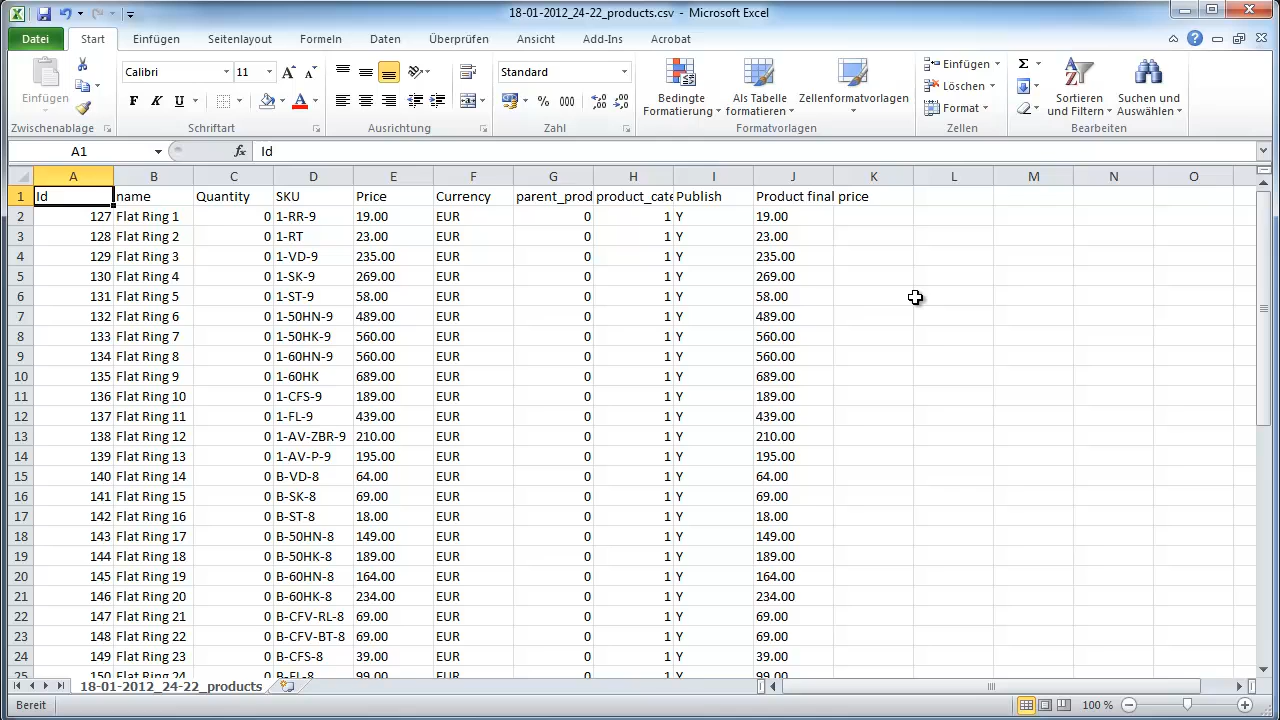 18-01-2012_24-22_products.csv - Microsoft Excel
Datei Start Einfügen Seitenlayout Formeln Daten Überprüfen Ansicht Add-Ins Acrobat
Einfügen
Zwischenablage
Calibri 11
F K U
Schriftart
Ausrichtung
Standard
% 000
Zahl
Bedingte Formatierung
Als Tabelle formatieren
Zellenformatvorlagen
Formatvorlagen
Einfügen
Löschen
Format
Zellen
Σ
Sortieren und Filtern
Suchen und Auswählen
Bearbeiten
A1 fx Id
A B C D E F G H I J K L M N O
1 Id name Quantity SKU Price Currency parent_prod product_cate Publish Product final price
2 127 Flat Ring 1 0 1-RR-9 19.00 EUR 0 1 Y 19.00
3 128 Flat Ring 2 0 1-RT 23.00 EUR 0 1 Y 23.00
4 129 Flat Ring 3 0 1-VD-9 235.00 EUR 0 1 Y 235.00
5 130 Flat Ring 4 0 1-SK-9 269.00 EUR 0 1 Y 269.00
6 131 Flat Ring 5 0 1-ST-9 58.00 EUR 0 1 Y 58.00
7 132 Flat Ring 6 0 1-50HN-9 489.00 EUR 0 1 Y 489.00
8 133 Flat Ring 7 0 1-50HK-9 560.00 EUR 0 1 Y 560.00
9 134 Flat Ring 8 0 1-60HN-9 560.00 EUR 0 1 Y 560.00
10 135 Flat Ring 9 0 1-60HK 689.00 EUR 0 1 Y 689.00
11 136 Flat Ring 10 0 1-CFS-9 189.00 EUR 0 1 Y 189.00
12 137 Flat Ring 11 0 1-FL-9 439.00 EUR 0 1 Y 439.00
13 138 Flat Ring 12 0 1-AV-ZBR-9 210.00 EUR 0 1 Y 210.00
14 139 Flat Ring 13 0 1-AV-P-9 195.00 EUR 0 1 Y 195.00
15 140 Flat Ring 14 0 B-VD-8 64.00 EUR 0 1 Y 64.00
16 141 Flat Ring 15 0 B-SK-8 69.00 EUR 0 1 Y 69.00
17 142 Flat Ring 16 0 B-ST-8 18.00 EUR 0 1 Y 18.00
18 143 Flat Ring 17 0 B-50HN-8 149.00 EUR 0 1 Y 149.00
19 144 Flat Ring 18 0 B-50HK-8 189.00 EUR 0 1 Y 189.00
20 145 Flat Ring 19 0 B-60HN-8 164.00 EUR 0 1 Y 164.00
21 146 Flat Ring 20 0 B-60HK-8 234.00 EUR 0 1 Y 234.00
22 147 Flat Ring 21 0 B-CFV-RL-8 69.00 EUR 0 1 Y 69.00
23 148 Flat Ring 22 0 B-CFV-BT-8 69.00 EUR 0 1 Y 69.00
24 149 Flat Ring 23 0 B-CFS-8 39.00 EUR 0 1 Y 39.00
25 150 Flat Ring 24 0 B-FL-8 99.00 EUR 0 1 Y 99.00
18-01-2012_24-22_products
Bereit 100 %